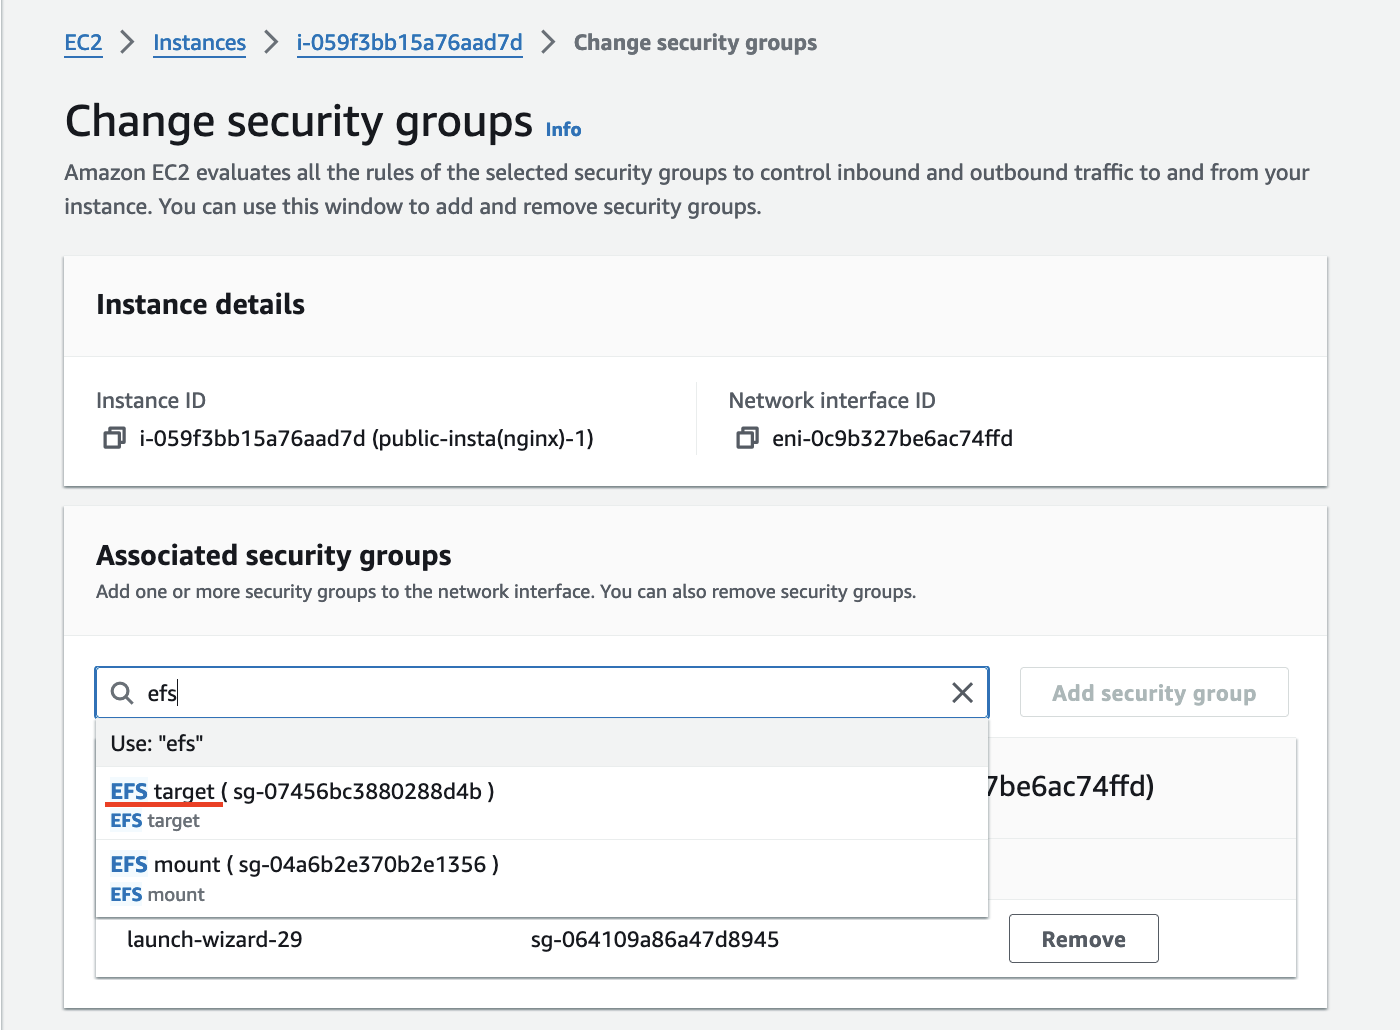 EC2 > Instances > i-059f3bb15a76aad7d > Change security groups
Change security groups Info
Amazon EC2 evaluates all the rules of the selected security groups to control inbound and outbound traffic to and from your
instance. You can use this window to add and remove security groups.
Instance details
Instance ID
i-059f3bb15a76aad7d (public-insta(nginx)-1)
Network interface ID
eni-0c9b327be6ac74ffd
Associated security groups
Add one or more security groups to the network interface. You can also remove security groups.
efs
Add security group
Use: "efs"
EFS target ( sg-07456bc3880288d4b )
EFS target
7be6ac74ffd)
EFS mount ( sg-04a6b2e370b2e1356 )
EFS mount
launch-wizard-29 sg-064109a86a47d8945 Remove